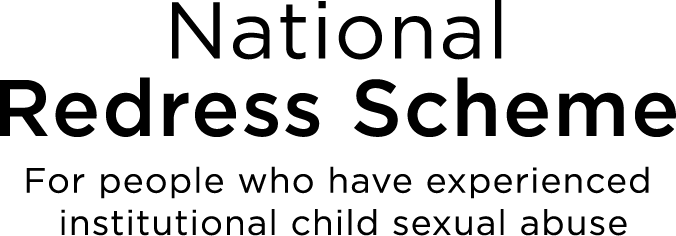 National
Redress Scheme
For people who have experienced
institutional child sexual abuse